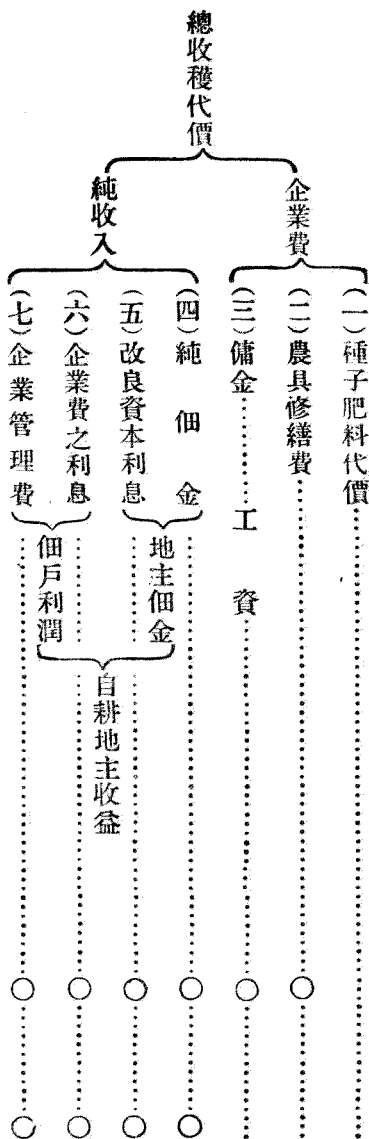 總收穫代價
企業費
(一)種子肥料代價
(二)農具修繕費
(三)傭金………工資
純收入
(四)純佃金
(五)改良資本利息
地主佃金
(六)企業費之利息
(七)企業管理費
佃戶利潤
自耕地主收益